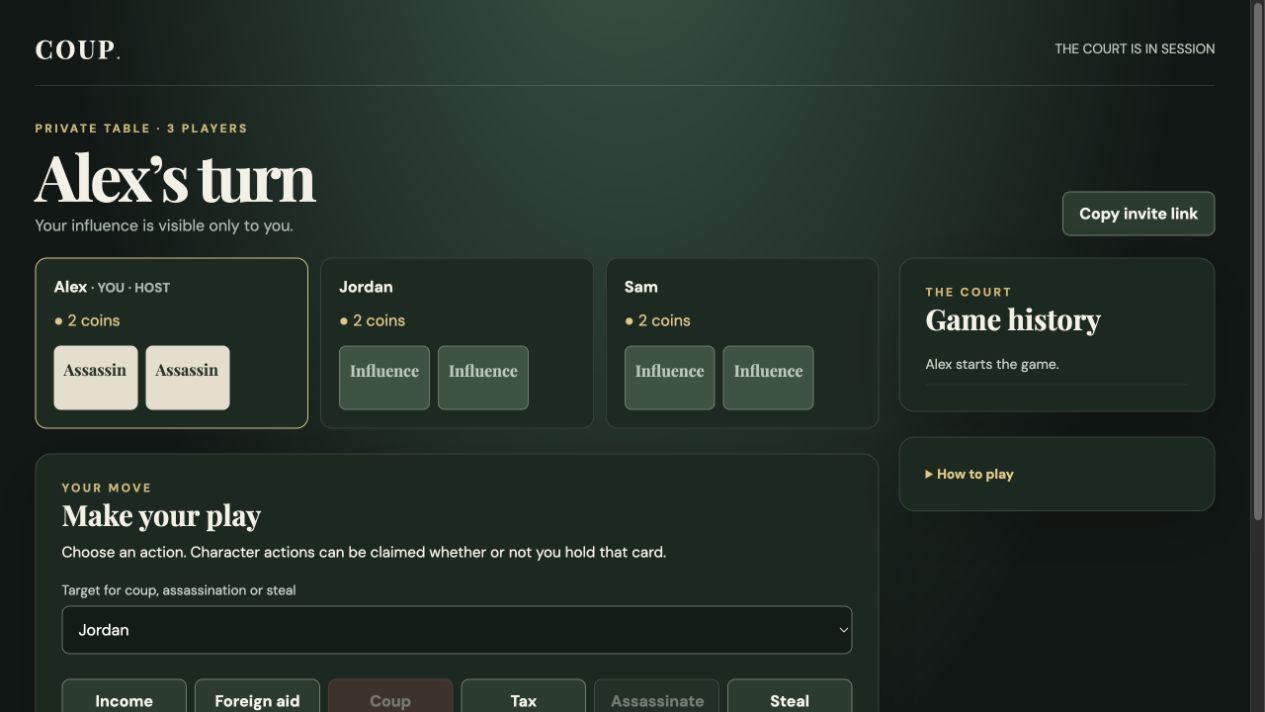 COUP.
THE COURT IS IN SESSION
PRIVATE TABLE · 3 PLAYERS
Alex’s turn
Your influence is visible only to you.
Copy invite link
Alex · YOU · HOST
● 2 coins
Assassin
Assassin
Jordan
● 2 coins
Influence
Influence
Sam
● 2 coins
Influence
Influence
THE COURT
Game history
Alex starts the game.
▸ How to play
YOUR MOVE
Make your play
Choose an action. Character actions can be claimed whether or not you hold that card.
Target for coup, assassination or steal
Jordan
Income
Foreign aid
Coup
Tax
Assassinate
Steal